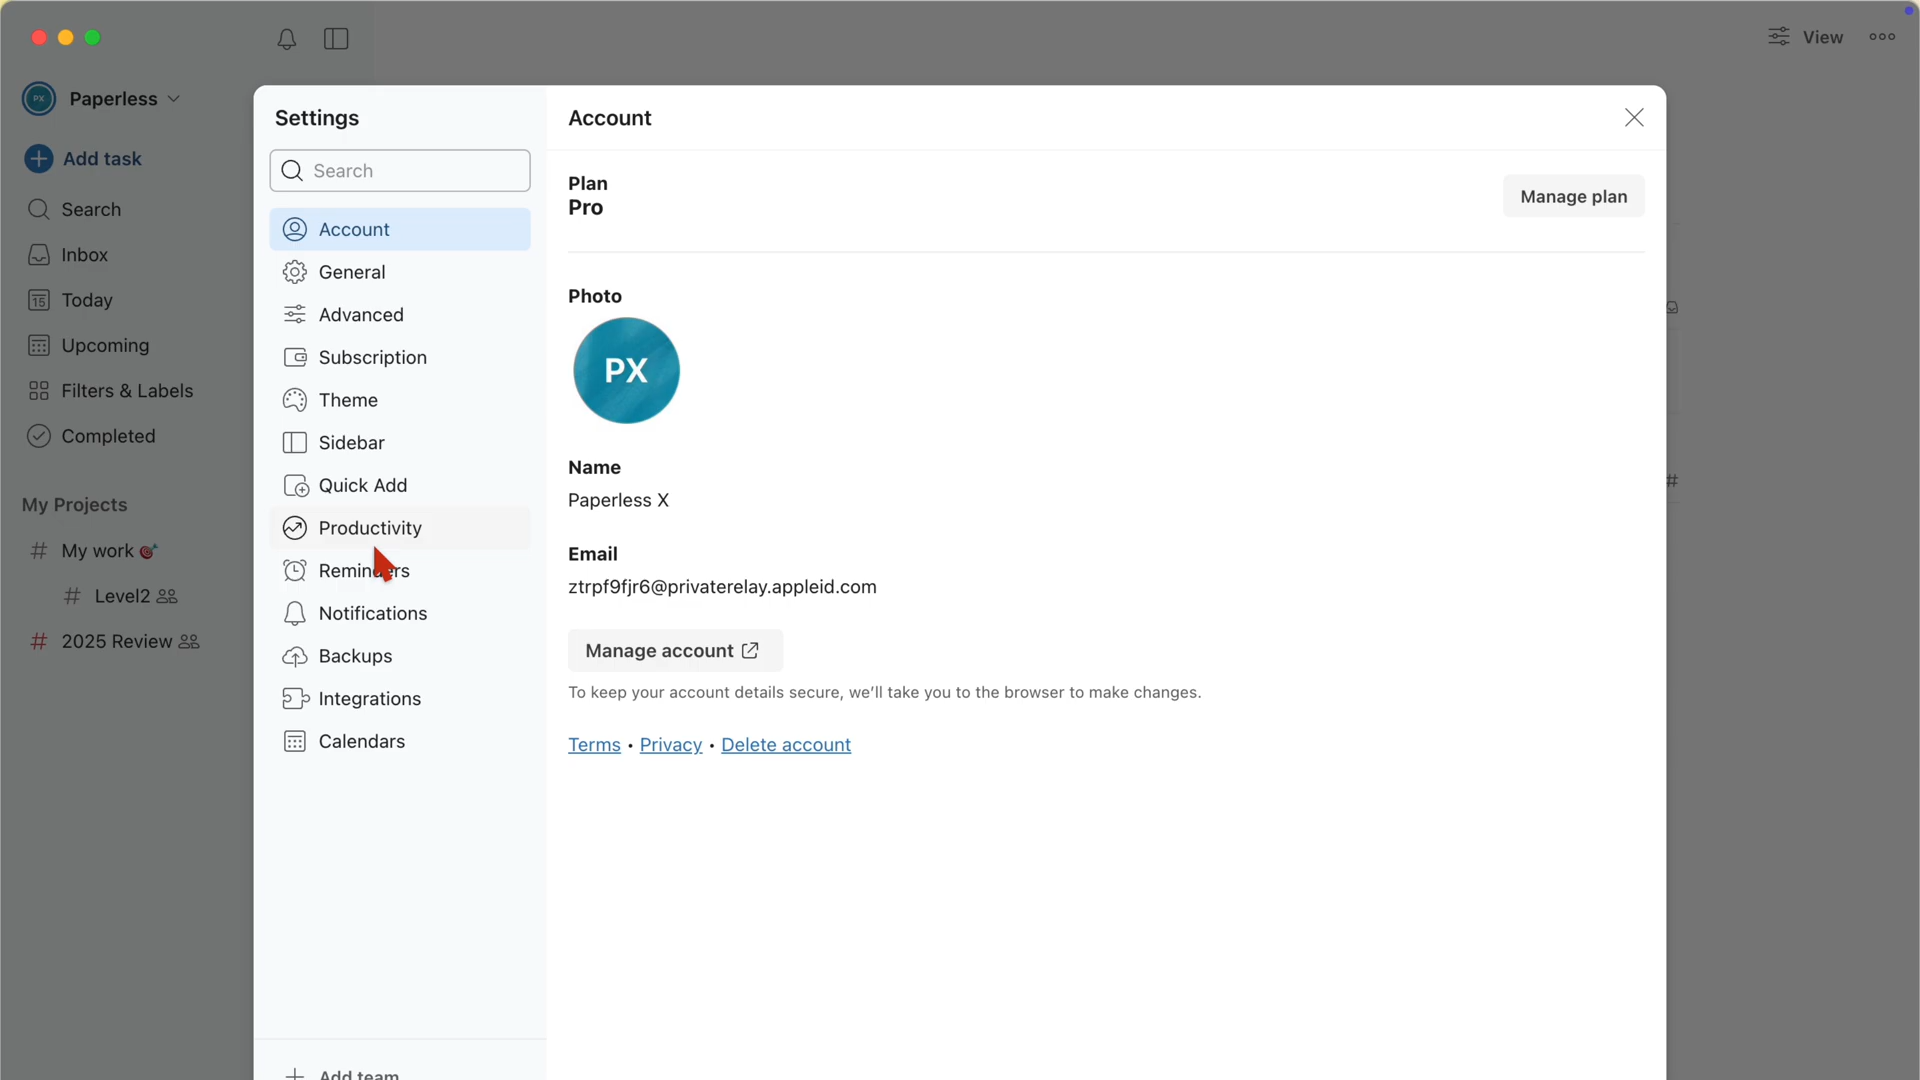 View
PX
Paperless
Add task
Search
Inbox
15
Today
Upcoming
Filters & Labels
Completed
My Projects
# My work 🎯
# Level2
# 2025 Review
Settings
Search
Account
General
Advanced
Subscription
Theme
Sidebar
Quick Add
Productivity
Reminders
Notifications
Backups
Integrations
Calendars
Add team
Account
Plan
Pro
Manage plan
Photo
PX
Name
Paperless X
Email
ztrpf9fjr6@privaterelay.appleid.com
Manage account
To keep your account details secure, we’ll take you to the browser to make changes.
Terms • Privacy • Delete account
#